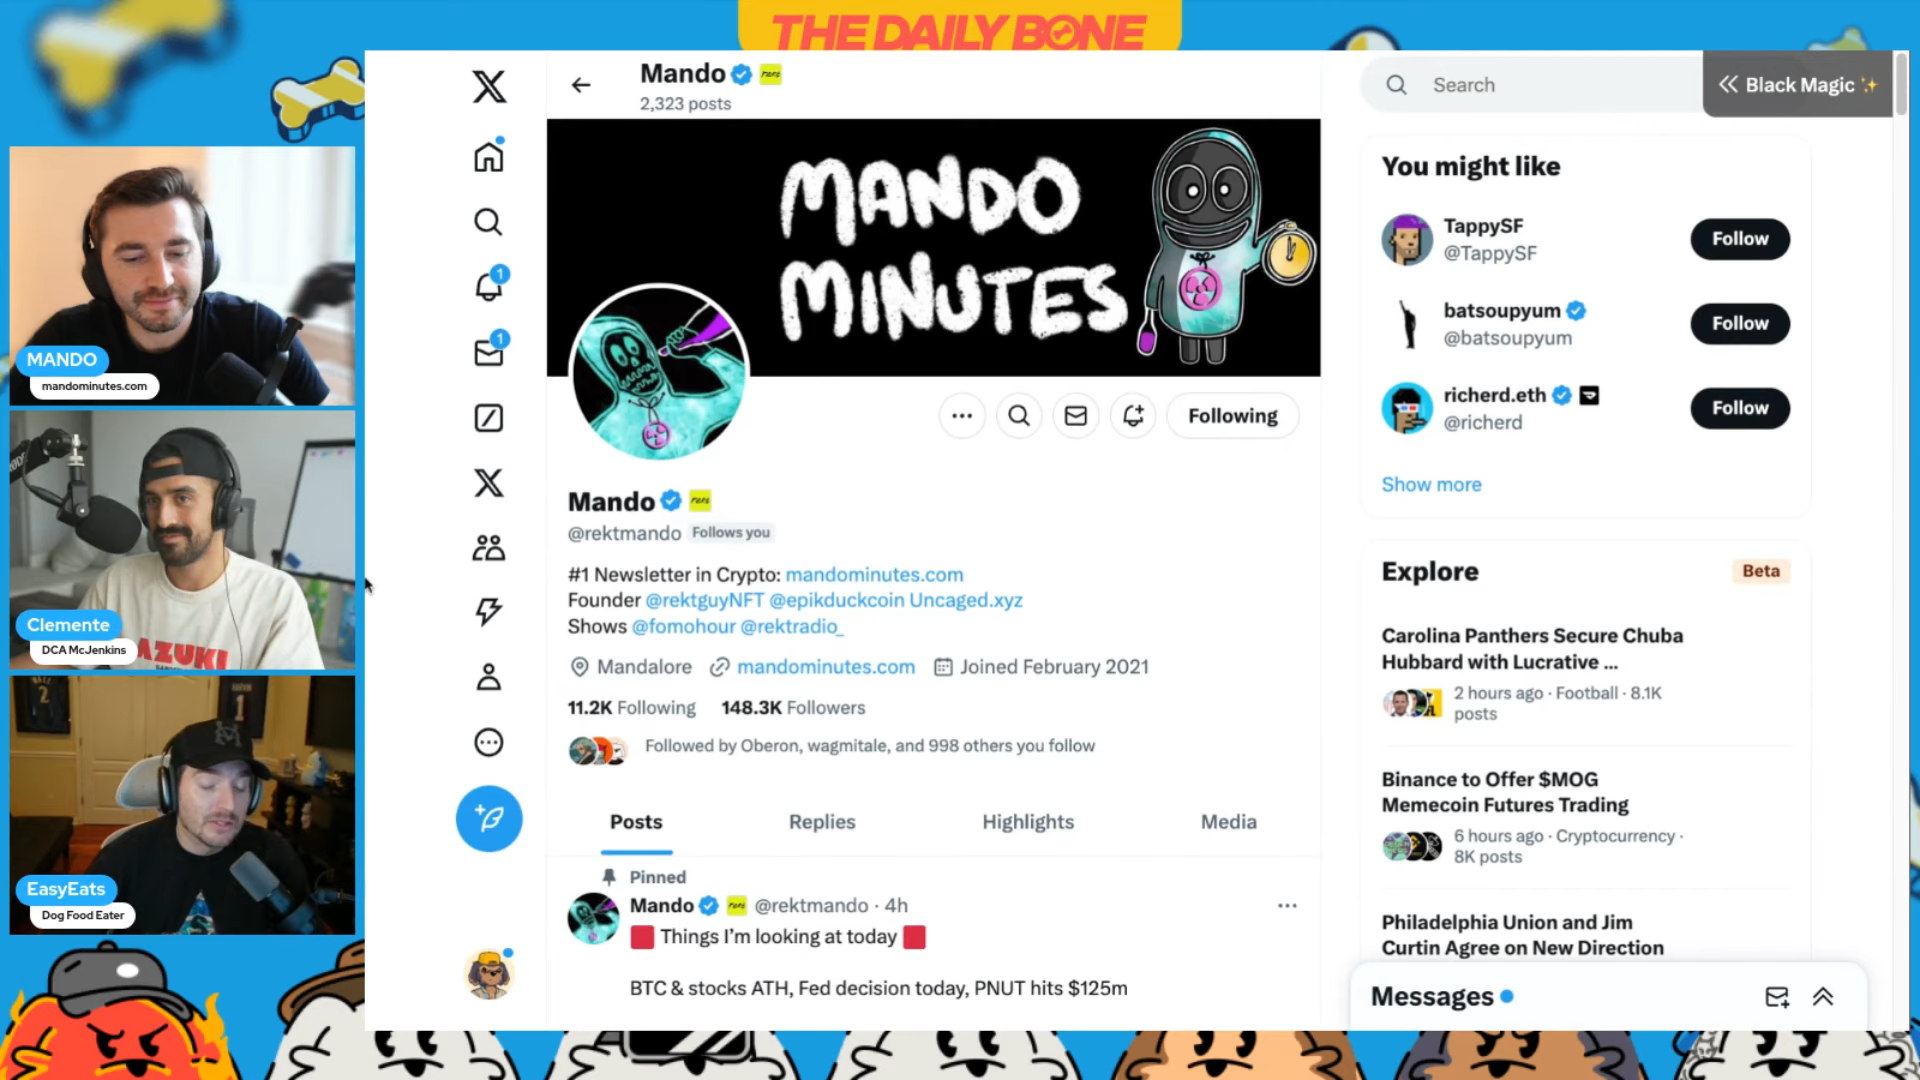 THE DAILY BONE
MANDO
mandominutes.com
Clemente
DCA McJenkins
AZUKI
2
1
EasyEats
Dog Food Eater
Mando
2,323 posts
MANDO
MINUTES
1
1
Following
Mando
@rektmando Follows you
#1 Newsletter in Crypto: mandominutes.com
Founder @rektguyNFT @epikduckcoin Uncaged.xyz
Shows @fomohour @rektradio_
Mandalore mandominutes.com Joined February 2021
11.2K Following 148.3K Followers
Followed by Oberon, wagmitale, and 998 others you follow
Posts Replies Highlights Media
Pinned
Mando @rektmando · 4h
Things I'm looking at today
BTC & stocks ATH, Fed decision today, PNUT hits $125m
Search
Black Magic
You might like
TappySF
@TappySF
Follow
batsoupyum
@batsoupyum
Follow
richerd.eth
@richerd
Follow
Show more
Explore
Beta
Carolina Panthers Secure Chuba
Hubbard with Lucrative ...
2 hours ago · Football · 8.1K
posts
Binance to Offer $MOG
Memecoin Futures Trading
6 hours ago · Cryptocurrency ·
8K posts
Philadelphia Union and Jim
Curtin Agree on New Direction
Messages